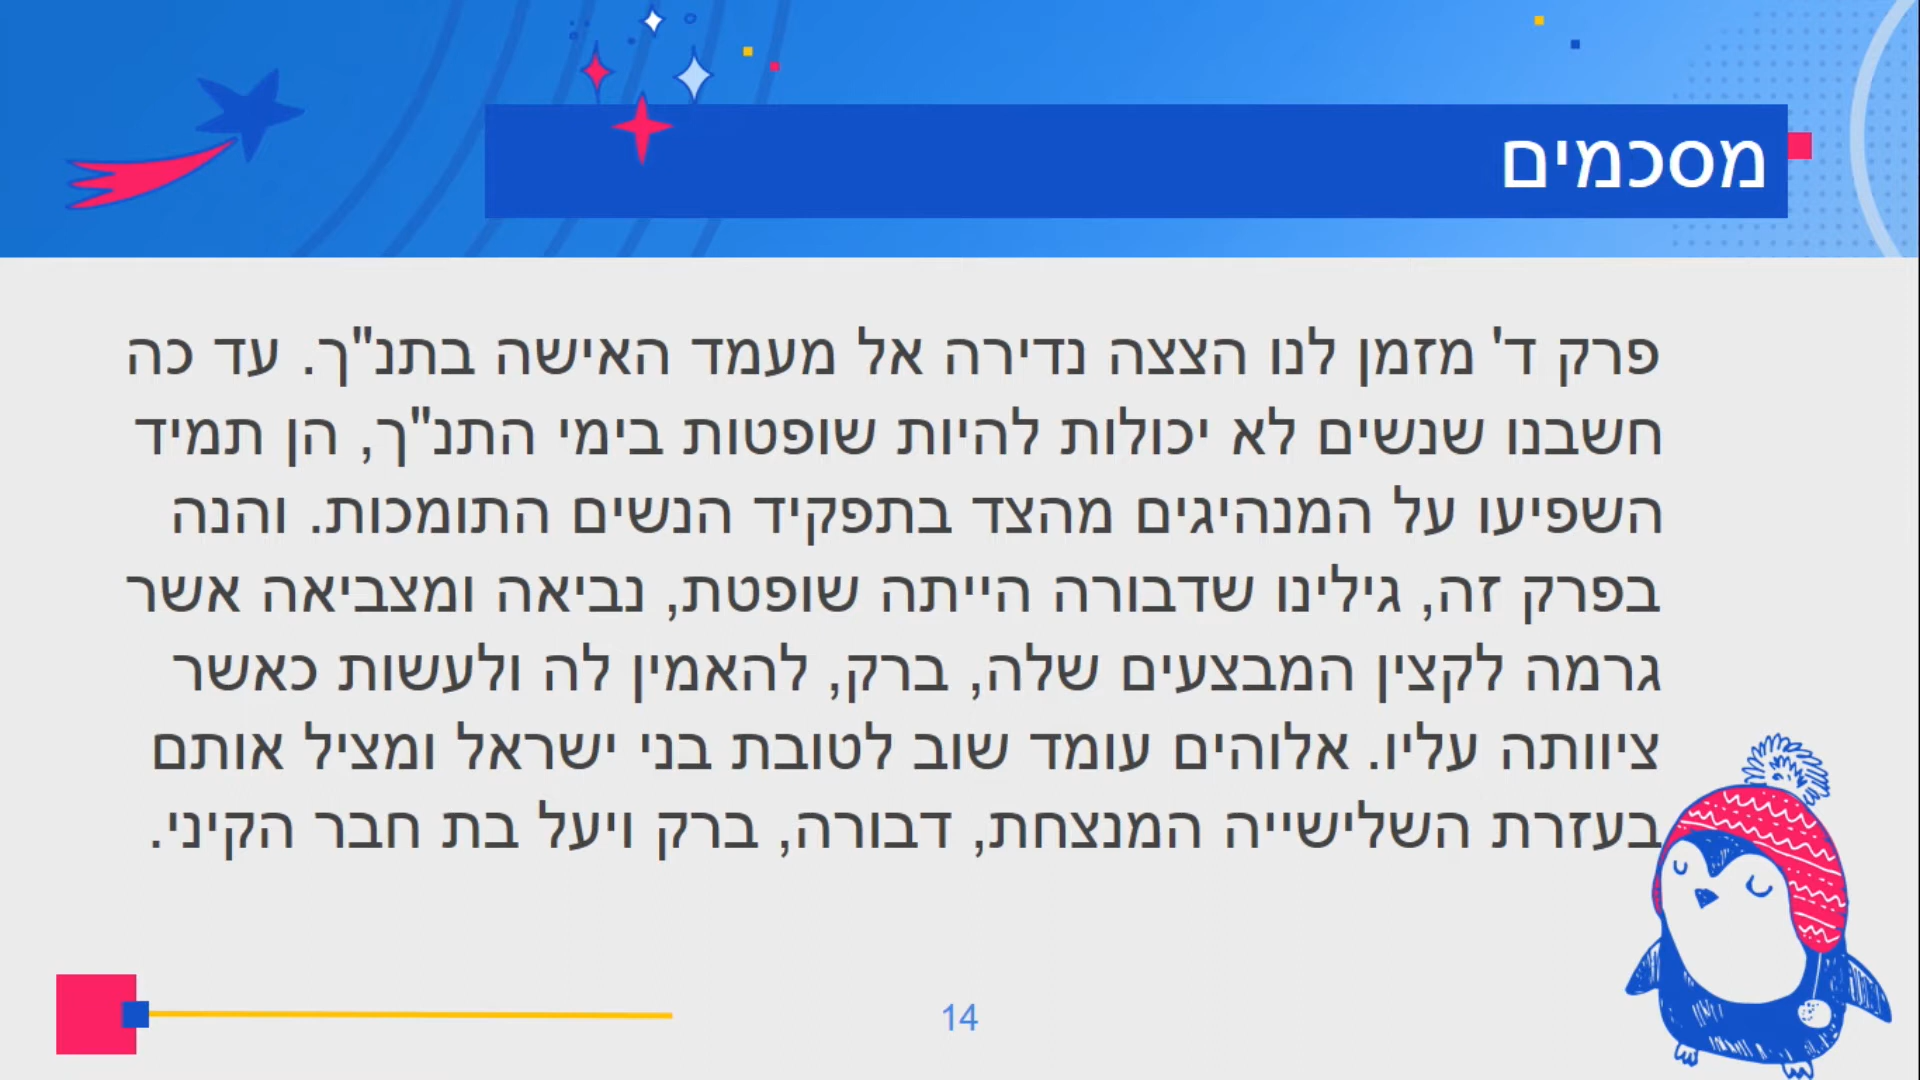 מסכמים
פרק ד' מזמן לנו הצצה נדירה אל מעמד האישה בתנ"ך. עד כה
חשבנו שנשים לא יכולות להיות שופטות בימי התנ"ך, הן תמיד
השפיעו על המנהיגים מהצד בתפקיד הנשים התומכות. והנה
בפרק זה, גילינו שדבורה הייתה שופטת, נביאה ומצביאה אשר
גרמה לקצין המבצעים שלה, ברק, להאמין לה ולעשות כאשר
ציוותה עליו. אלוהים עומד שוב לטובת בני ישראל ומציל אותם
בעזרת השלישייה המנצחת, דבורה, ברק ויעל בת חבר הקיני.
14